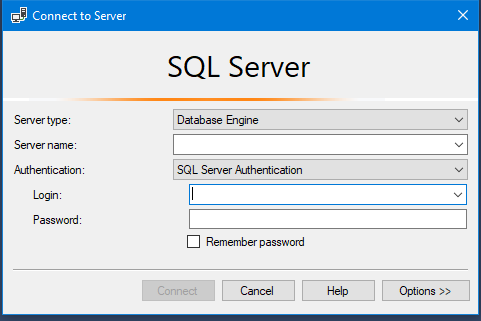 Connect to Server
SQL Server
Server type: Database Engine
Server name:
Authentication: SQL Server Authentication
Login:
Password:
Remember password
Connect Cancel Help Options >>